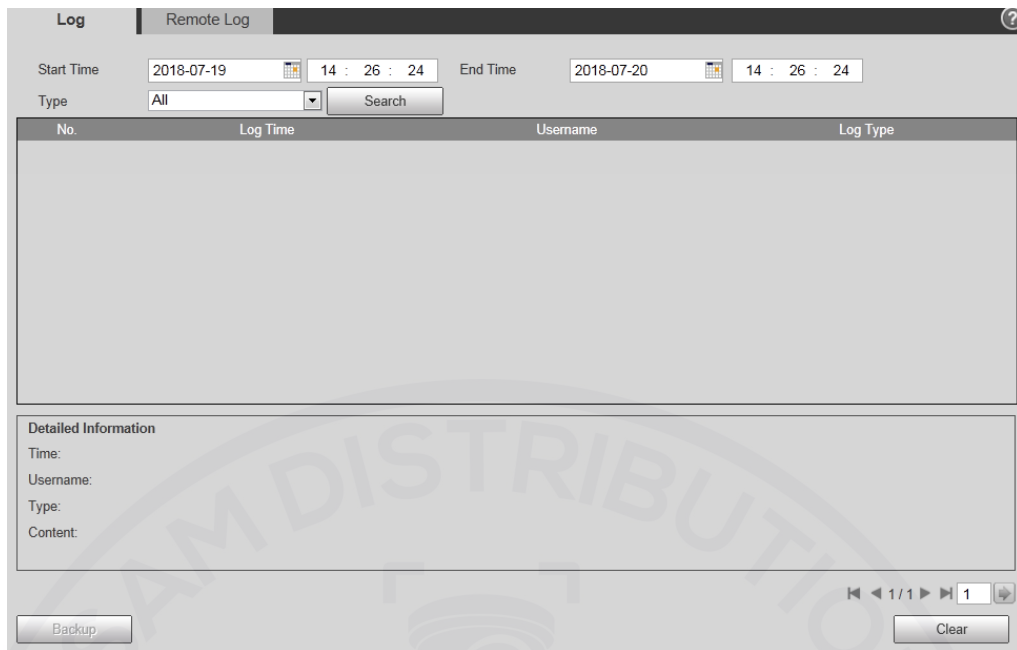 Log Remote Log ?
Start Time 2018-07-19 14 : 26 : 24 End Time 2018-07-20 14 : 26 : 24
Type All Search
No. Log Time Username Log Type
Detailed Information
Time:
Username:
Type:
Content:
1 / 1 1
Backup Clear
AM DISTRIBUTIO